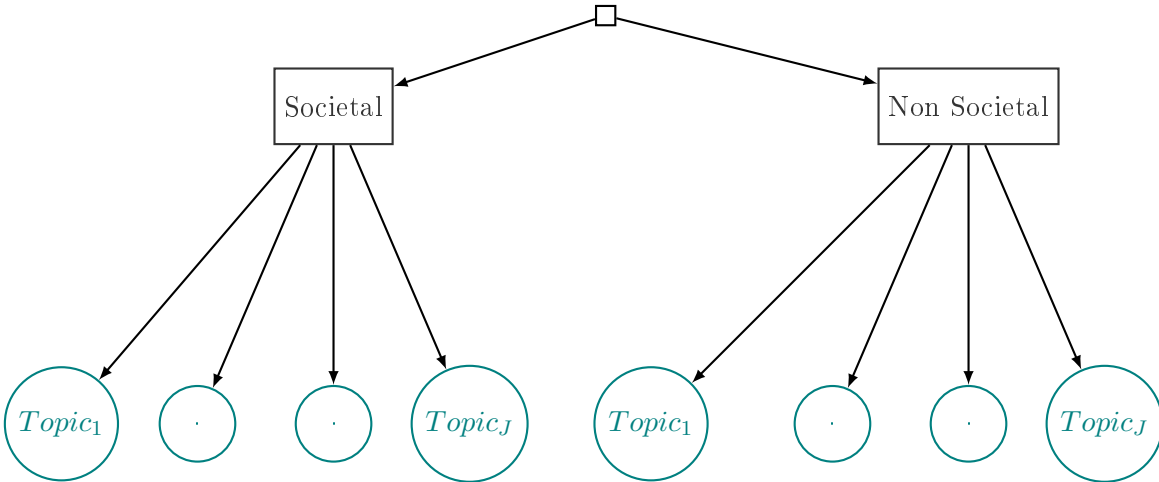 Societal
Non Societal
Topic₁ · · Topic_J Topic₁ · · Topic_J